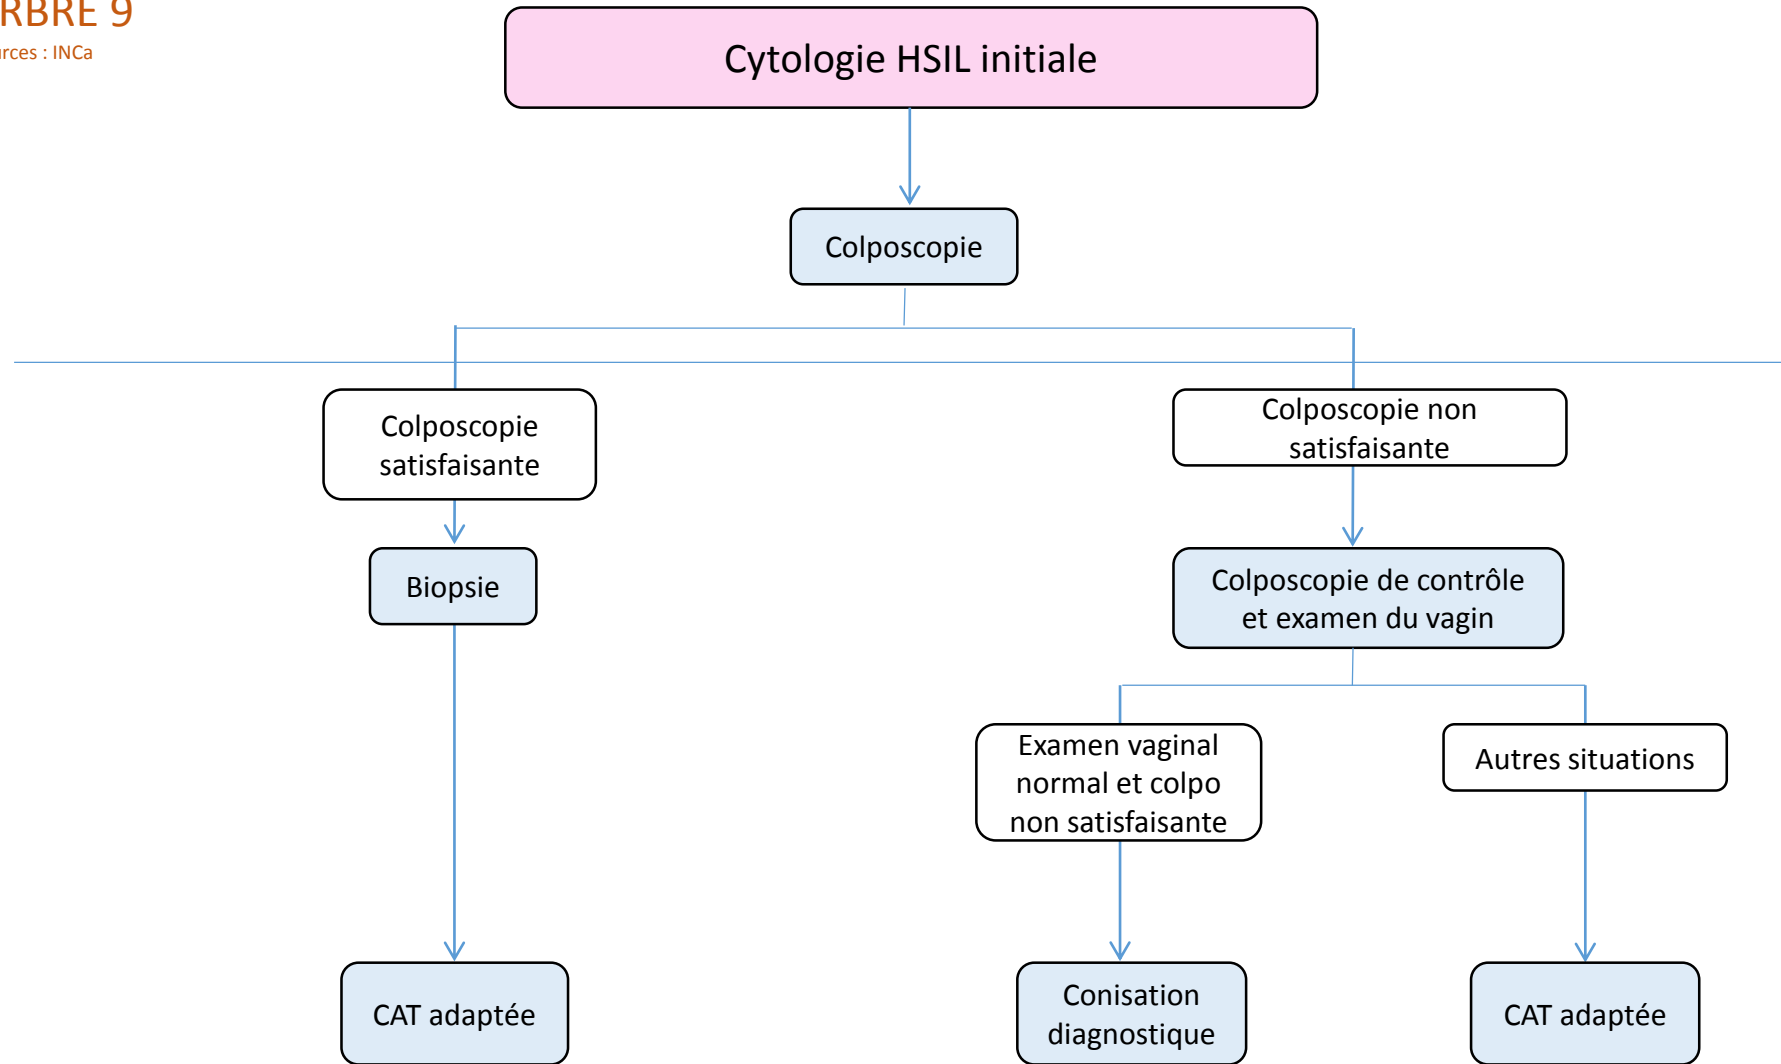 RBRE 9
rces : INCa
Cytologie HSIL initiale
Colposcopie
Colposcopie
satisfaisante
Colposcopie non
satisfaisante
Biopsie
Colposcopie de contrôle
et examen du vagin
Examen vaginal
normal et colpo
non satisfaisante
Autres situations
CAT adaptée
Conisation
diagnostique
CAT adaptée